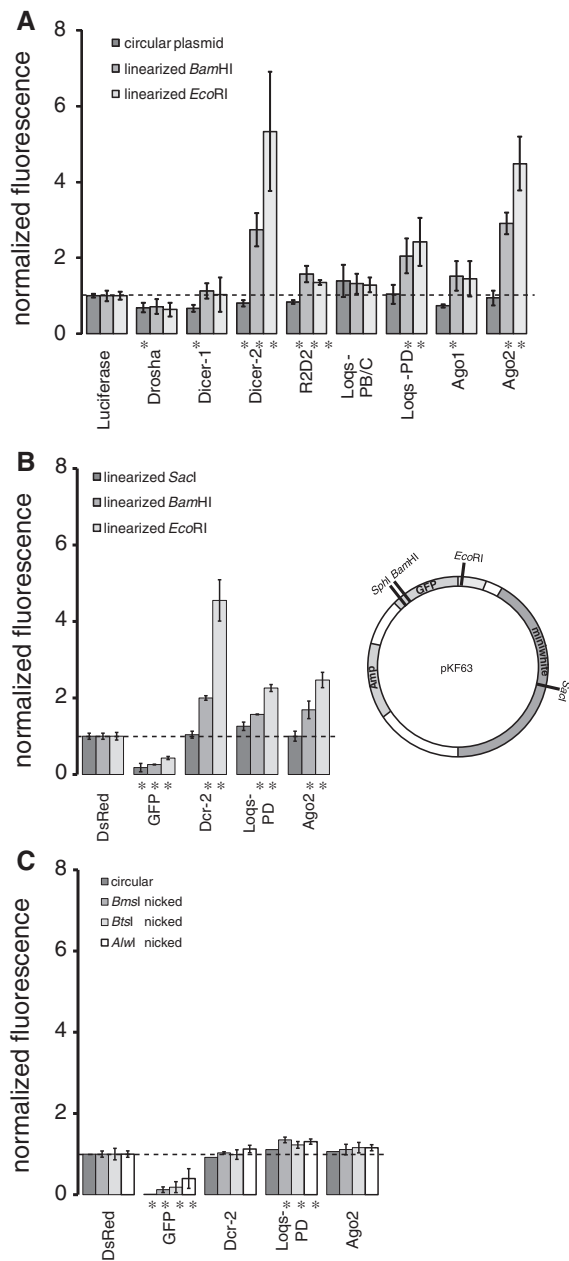 A
normalized fluorescence
8
6
4
2
0
circular plasmid
linearized BamHI
linearized EcoRI
* * * * * * * * * * * * *
Luciferase
Drosha
Dicer-1
Dicer-2
R2D2
Loqs-
PB/C
Loqs-PD
Ago1
Ago2
B
normalized fluorescence
8
6
4
2
0
linearized SacI
linearized BamHI
linearized EcoRI
* * * * * * * * *
DsRed
GFP
Dcr-2
Loqs-
PD
Ago2
SphI
BamHI
EcoRI
GFP
miniwhite
SacI
Amp
pKF63
C
normalized fluorescence
8
6
4
2
0
circular
BmsI nicked
BtsI nicked
AlwI nicked
* * * * * * *
DsRed
GFP
Dcr-2
Loqs-
PD
Ago2